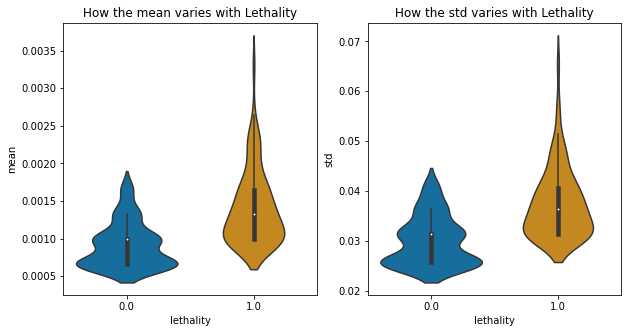 How the mean varies with Lethality
mean
0.0035
0.0030
0.0025
0.0020
0.0015
0.0010
0.0005
0.0
1.0
lethality
How the std varies with Lethality
std
0.07
0.06
0.05
0.04
0.03
0.02
0.0
1.0
lethality